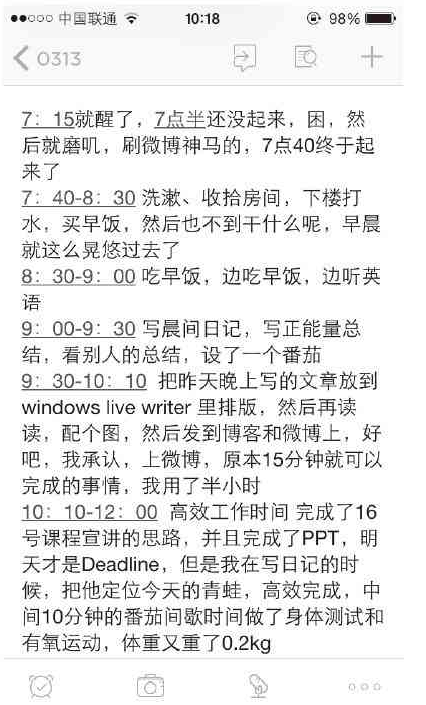 中国联通 10:18 98%
0313
7：15就醒了，7点半还没起来，困，然
后就磨叽，刷微博神马的，7点40终于起
来了
7：40-8：30 洗漱、收拾房间，下楼打
水，买早饭，然后也不到干什么呢，早晨
就这么晃悠过去了
8：30-9：00 吃早饭，边吃早饭，边听英
语
9：00-9：30 写晨间日记，写正能量总
结，看别人的总结，设了一个番茄
9：30-10：10 把昨天晚上写的文章放到
windows live writer 里排版，然后再读
读，配个图，然后发到博客和微博上，好
吧，我承认，上微博，原本15分钟就可以
完成的事情，我用了半小时
10：10-12：00 高效工作时间 完成了16
号课程宣讲的思路，并且完成了PPT，明
天才是Deadline，但是我在写日记的时
候，把他定位今天的青蛙，高效完成，中
间10分钟的番茄间歇时间做了身体测试和
有氧运动，体重又重了0.2kg